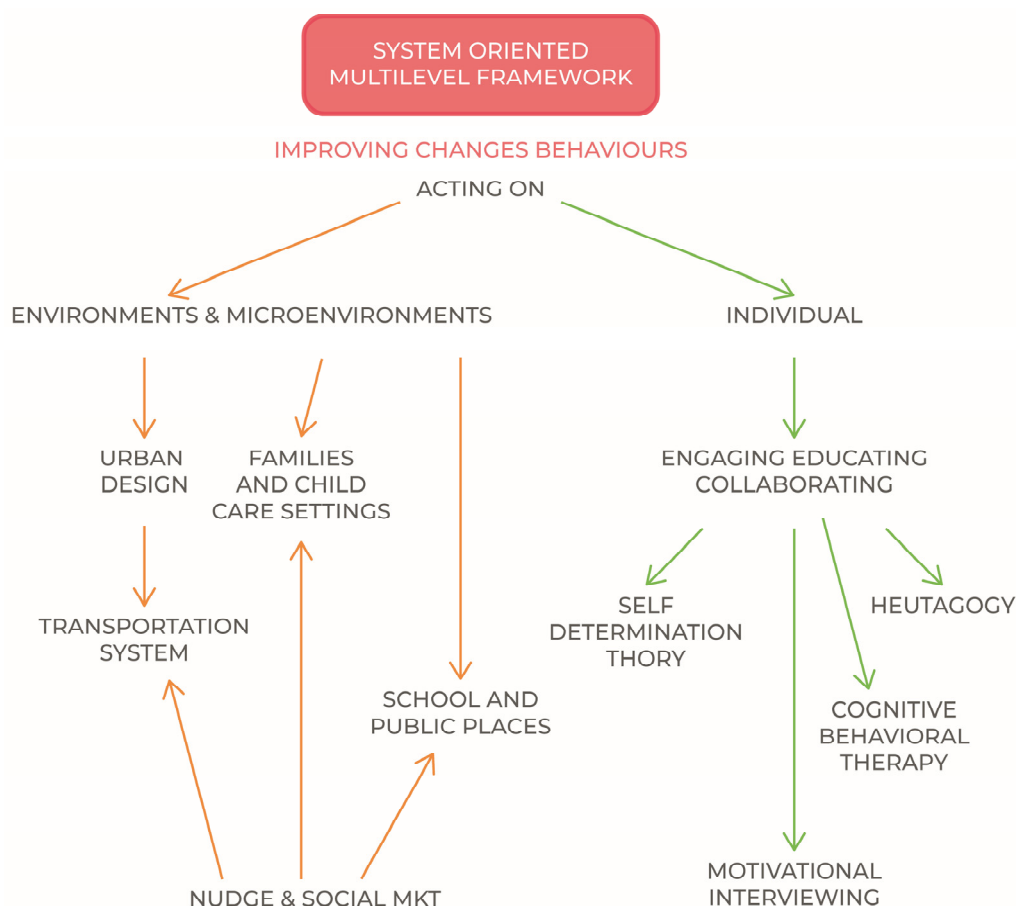 SYSTEM ORIENTED
MULTILEVEL FRAMEWORK
IMPROVING CHANGES BEHAVIOURS
ACTING ON
ENVIRONMENTS & MICROENVIRONMENTS
INDIVIDUAL
URBAN
DESIGN
FAMILIES
AND CHILD
CARE SETTINGS
ENGAGING EDUCATING
COLLABORATING
TRANSPORTATION
SYSTEM
SELF
DETERMINATION
THORY
HEUTAGOGY
SCHOOL AND
PUBLIC PLACES
COGNITIVE
BEHAVIORAL
THERAPY
NUDGE & SOCIAL MKT
MOTIVATIONAL
INTERVIEWING